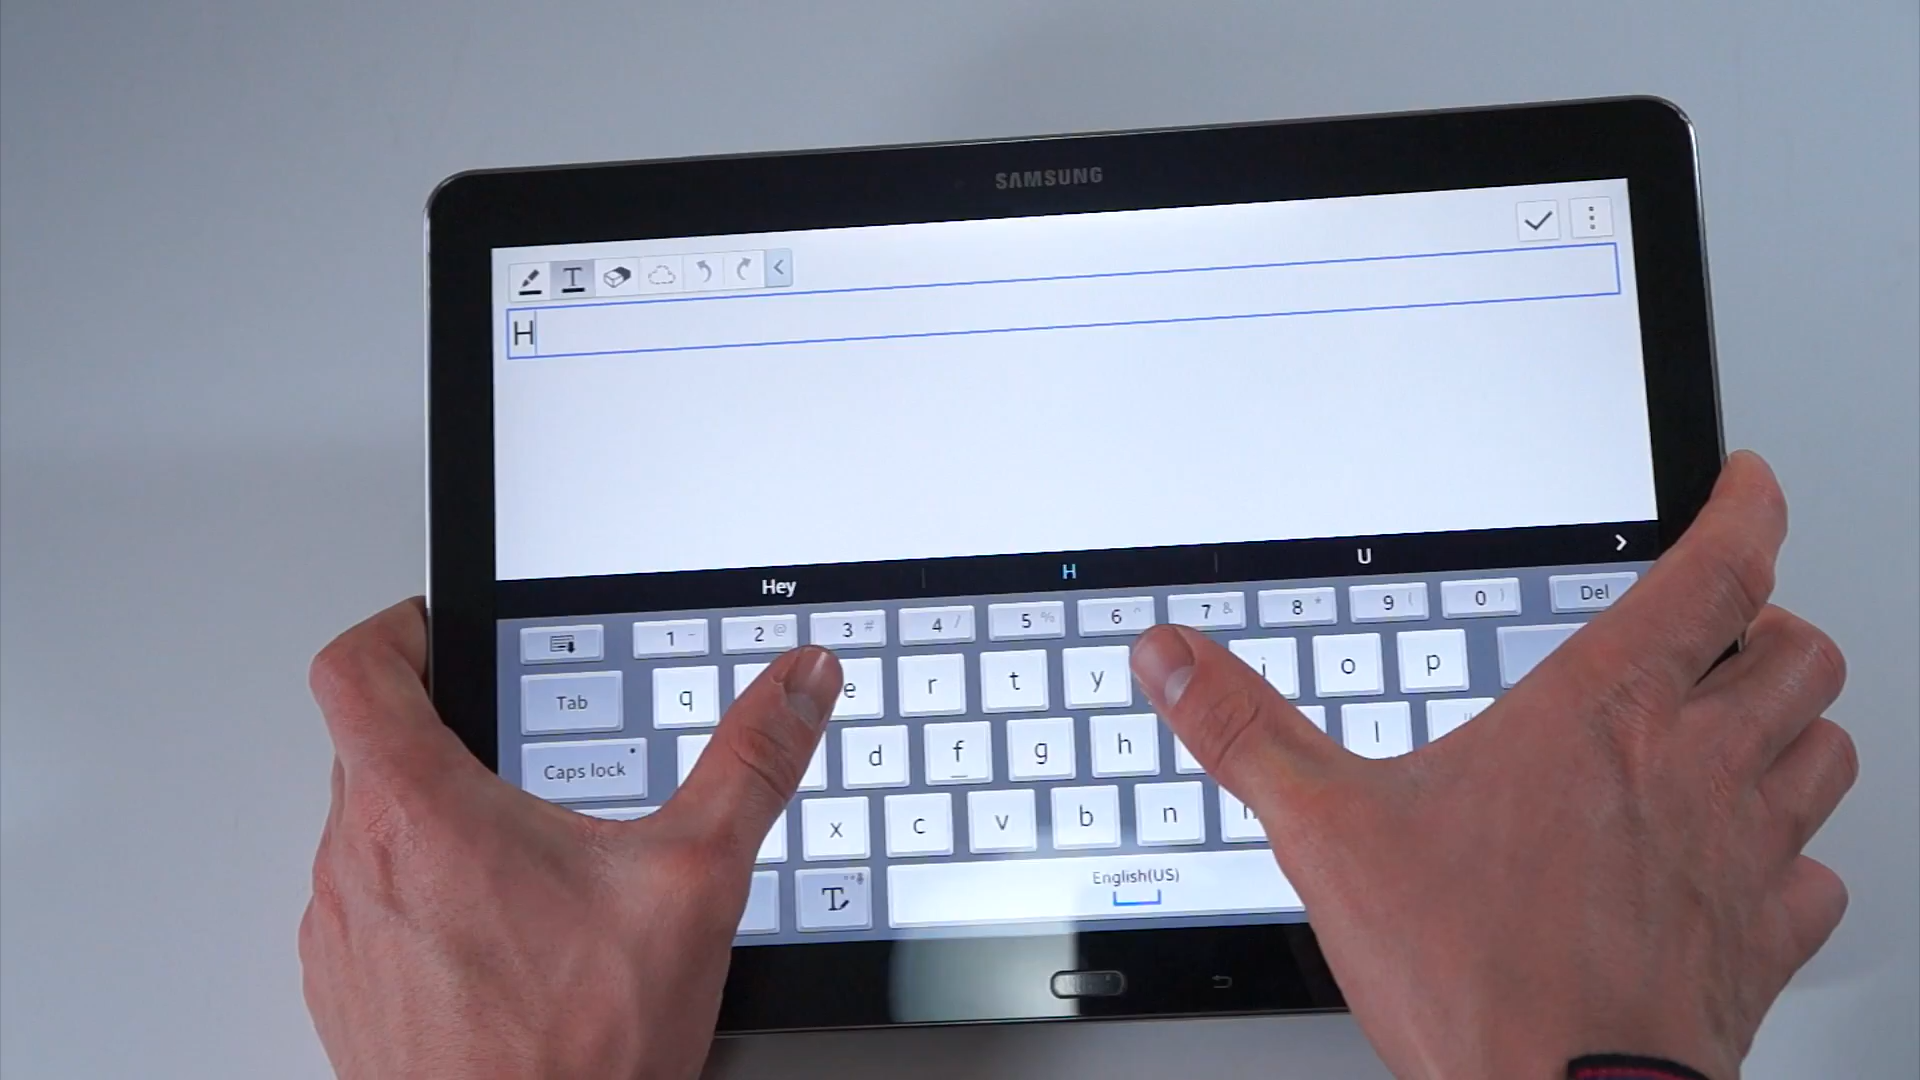 SAMSUNG
T
H
Hey H U
1 - 2 @ 3 # 4 / 5 % 6 ^ 7 & 8 * 9 ( 0 ) Del
Tab q e r t y i o p
Caps lock d f g h l
x c v b n
T English(US)